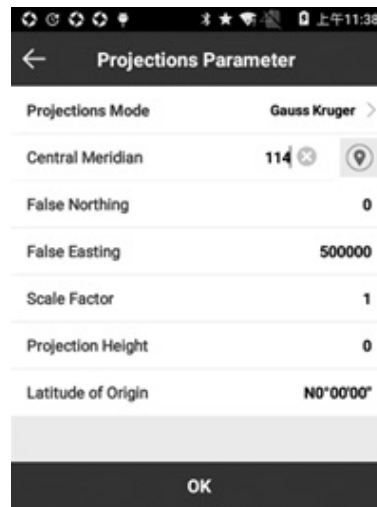 上午11:38
Projections Parameter
Projections Mode Gauss Kruger
Central Meridian 114
False Northing 0
False Easting 500000
Scale Factor 1
Projection Height 0
Latitude of Origin N0°00'00"
OK